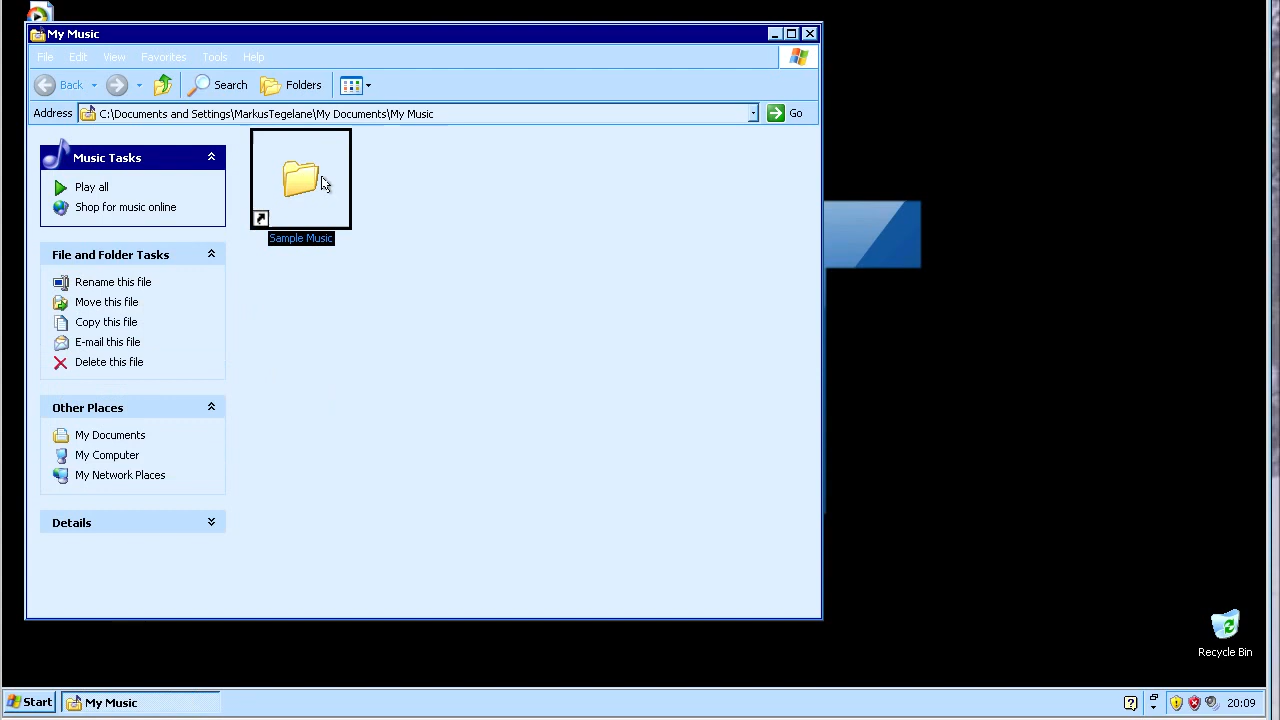 My Music
File Edit View Favorites Tools Help
Back Search Folders
Address C:\Documents and Settings\MarkusTegelane\My Documents\My Music Go
Music Tasks
Play all
Shop for music online
Sample Music
File and Folder Tasks
Rename this file
Move this file
Copy this file
E-mail this file
Delete this file
Other Places
My Documents
My Computer
My Network Places
Details
Recycle Bin
Start My Music 20:09